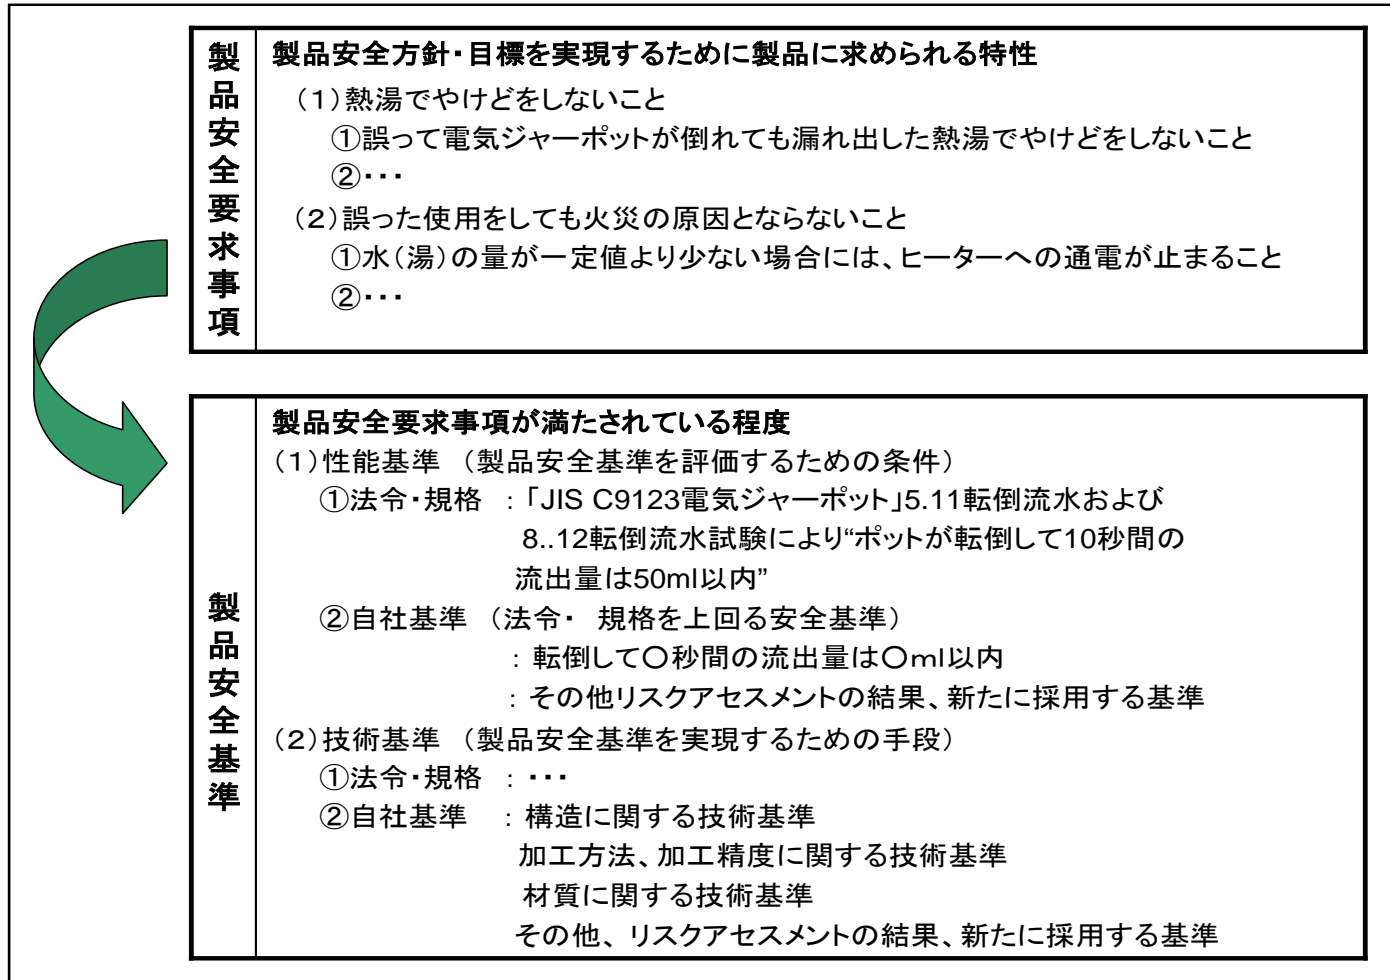 製品安全要求事項
製品安全方針・目標を実現するために製品に求められる特性
（１）熱湯でやけどをしないこと
①誤って電気ジャーポットが倒れても漏れ出した熱湯でやけどをしないこと
②・・・
（２）誤った使用をしても火災の原因とならないこと
①水（湯）の量が一定値より少ない場合には、ヒーターへの通電が止まること
②・・・
製品安全基準
製品安全要求事項が満たされている程度
（１）性能基準 （製品安全基準を評価するための条件）
①法令・規格 ：「JIS C9123電気ジャーポット」5.11転倒流水および
8..12転倒流水試験により“ポットが転倒して10秒間の
流出量は50ml以内”
②自社基準 （法令・ 規格を上回る安全基準）
：転倒して〇秒間の流出量は〇ｍｌ以内
：その他リスクアセスメントの結果、新たに採用する基準
（２）技術基準 （製品安全基準を実現するための手段）
①法令・規格 ：・・・
②自社基準 ：構造に関する技術基準
加工方法、加工精度に関する技術基準
材質に関する技術基準
その他、リスクアセスメントの結果、新たに採用する基準